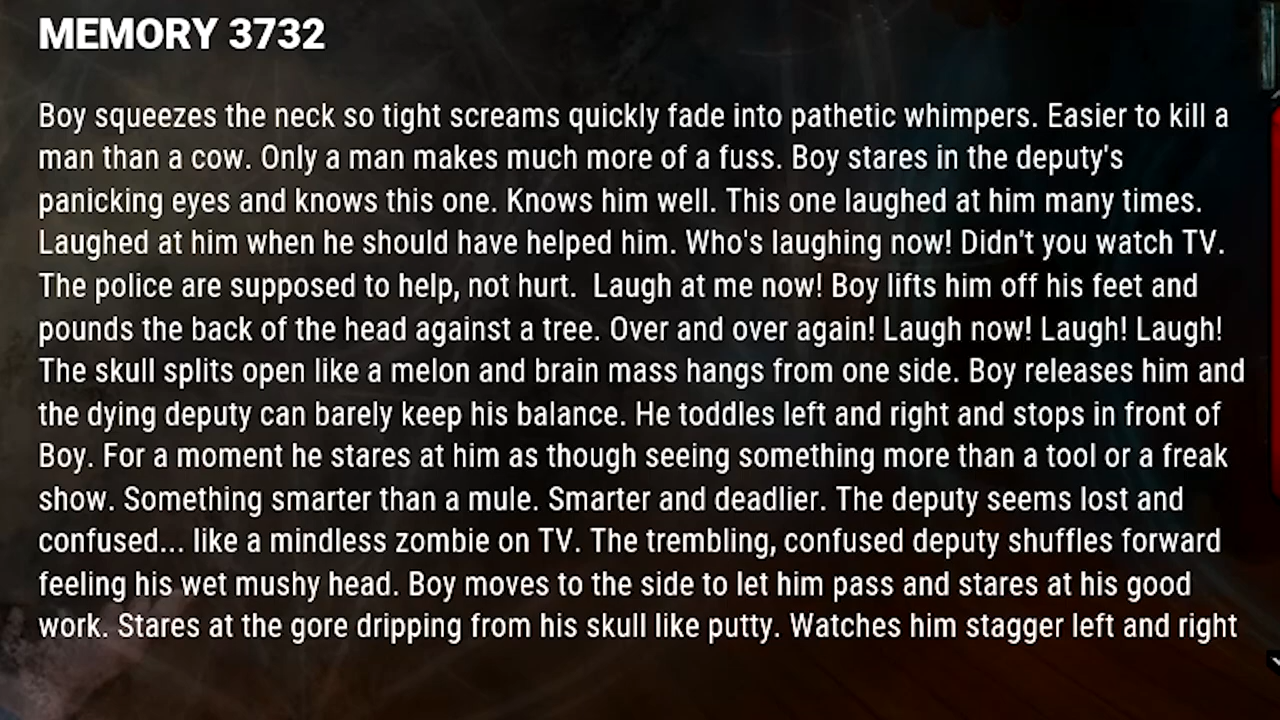 MEMORY 3732
Boy squeezes the neck so tight screams quickly fade into pathetic whimpers. Easier to kill a
man than a cow. Only a man makes much more of a fuss. Boy stares in the deputy's
panicking eyes and knows this one. Knows him well. This one laughed at him many times.
Laughed at him when he should have helped him. Who's laughing now! Didn't you watch TV.
The police are supposed to help, not hurt.  Laugh at me now! Boy lifts him off his feet and
pounds the back of the head against a tree. Over and over again! Laugh now! Laugh! Laugh!
The skull splits open like a melon and brain mass hangs from one side. Boy releases him and
the dying deputy can barely keep his balance. He toddles left and right and stops in front of
Boy. For a moment he stares at him as though seeing something more than a tool or a freak
show. Something smarter than a mule. Smarter and deadlier. The deputy seems lost and
confused... like a mindless zombie on TV. The trembling, confused deputy shuffles forward
feeling his wet mushy head. Boy moves to the side to let him pass and stares at his good
work. Stares at the gore dripping from his skull like putty. Watches him stagger left and right